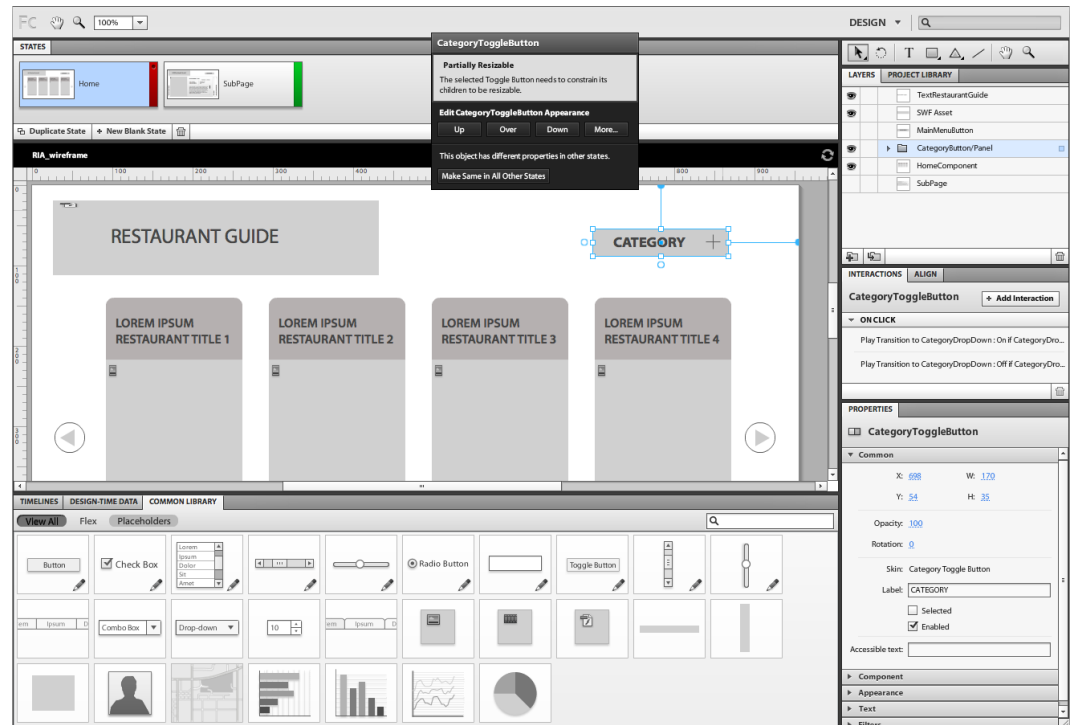 FC 100% DESIGN
STATES
Home
SubPage
Duplicate State + New Blank State
CategoryToggleButton
Partially Resizable
The selected Toggle Button needs to constrain its
children to be resizable.
Edit CategoryToggleButton Appearance
Up Over Down More...
This object has different properties in other states.
Make Same in All Other States
RIA_wireframe
0 100 200 300 400 800 900
0
100
200
300
RESTAURANT GUIDE
CATEGORY
LOREM IPSUM
RESTAURANT TITLE 1
LOREM IPSUM
RESTAURANT TITLE 2
LOREM IPSUM
RESTAURANT TITLE 3
LOREM IPSUM
RESTAURANT TITLE 4
TIMELINES DESIGN-TIME DATA COMMON LIBRARY
View All Flex Placeholders
Button
Check Box
Lorem
Ipsum
Dolor
Sit
Amet
Radio Button
Toggle Button
em Ipsum D
Combo Box
Drop-down
10
em Ipsum D
LAYERS PROJECT LIBRARY
TextRestaurantGuide
SWF Asset
MainMenuButton
CategoryButton/Panel
HomeComponent
SubPage
INTERACTIONS ALIGN
CategoryToggleButton + Add Interaction
ON CLICK
Play Transition to CategoryDropDown : On if CategoryDro...
Play Transition to CategoryDropDown : Off if CategoryDro...
PROPERTIES
CategoryToggleButton
Common
X: 698 W: 170
Y: 54 H: 35
Opacity: 100
Rotation: 0
Skin: Category Toggle Button
Label: CATEGORY
Selected
Enabled
Accessible text:
Component
Appearance
Text
Filters